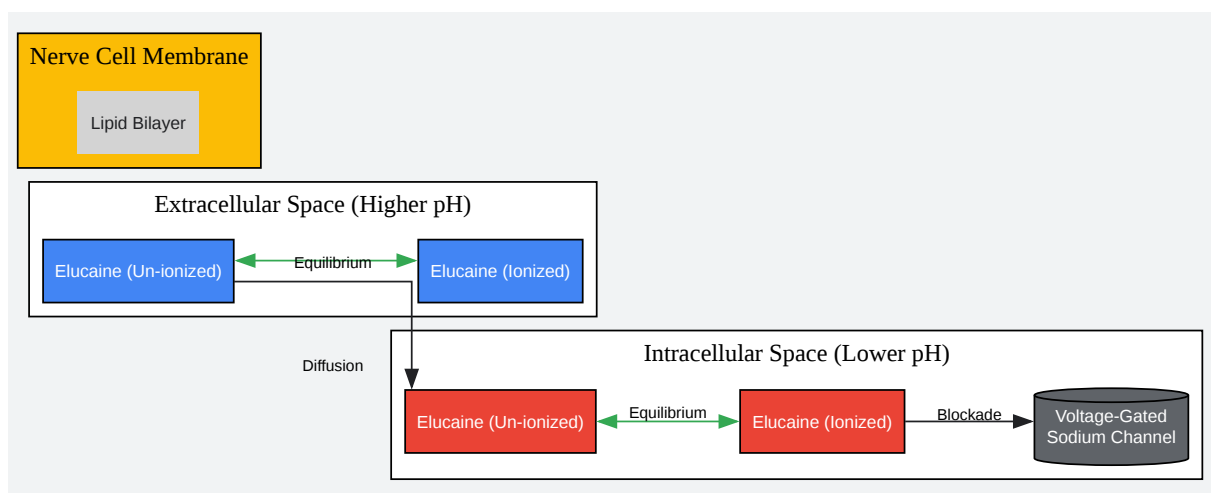 Nerve Cell Membrane
Lipid Bilayer
Extracellular Space (Higher pH)
Elucaine (Un-ionized)
Equilibrium
Elucaine (Ionized)
Diffusion
Intracellular Space (Lower pH)
Elucaine (Un-ionized)
Equilibrium
Elucaine (Ionized)
Blockade
Voltage-Gated
Sodium Channel